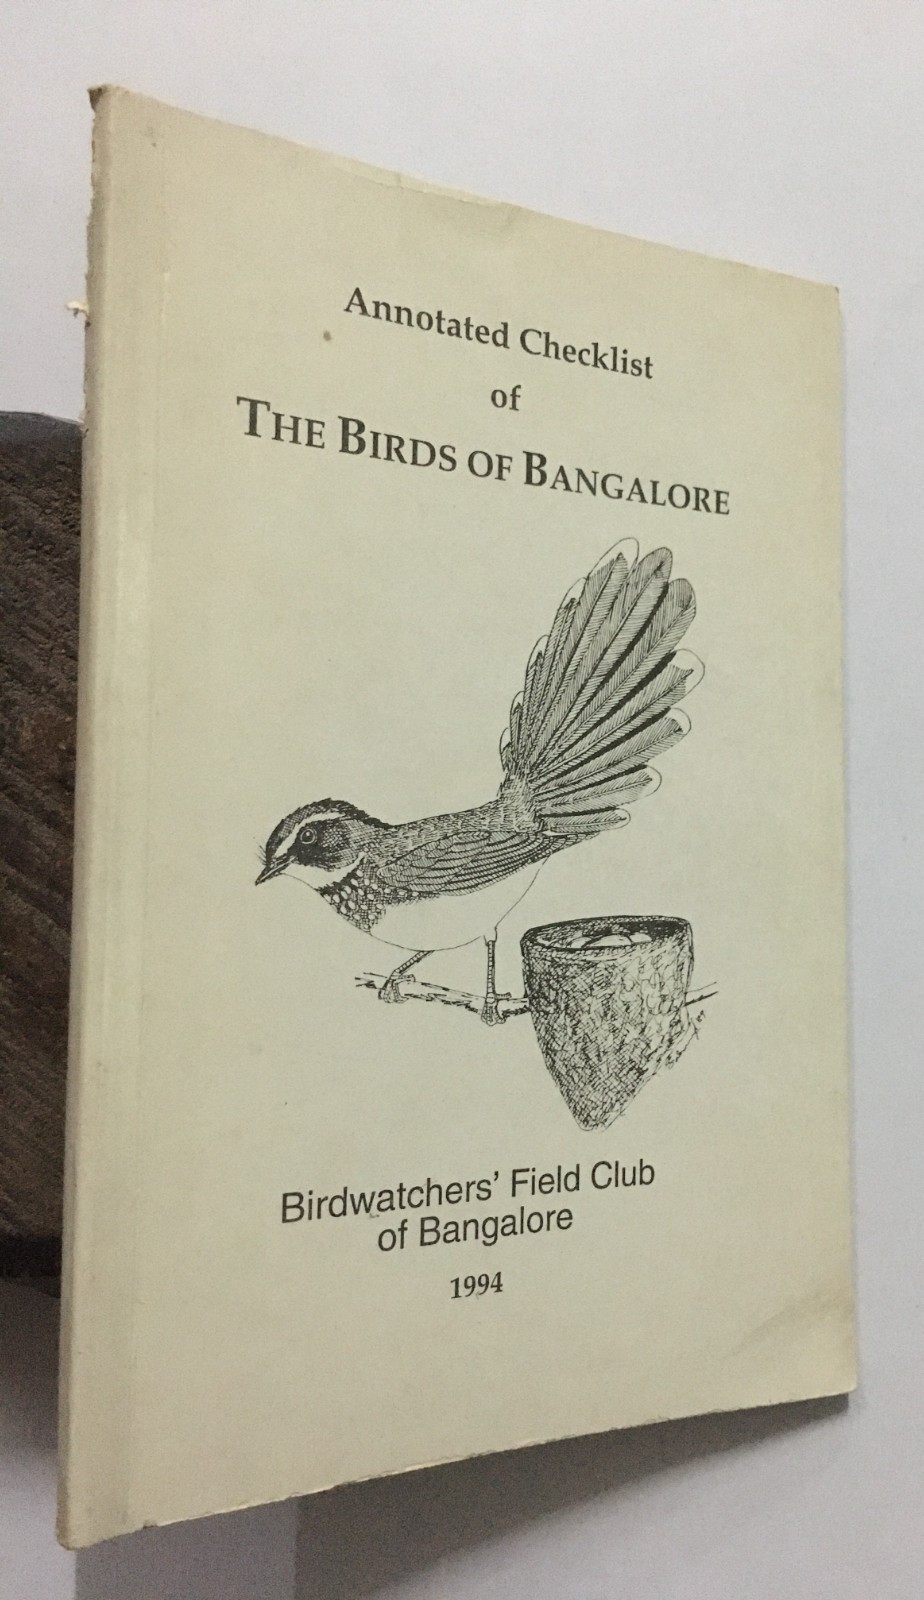 Annotated Checklist
of
THE BIRDS OF BANGALORE
Birdwatchers' Field Club
of Bangalore
1994